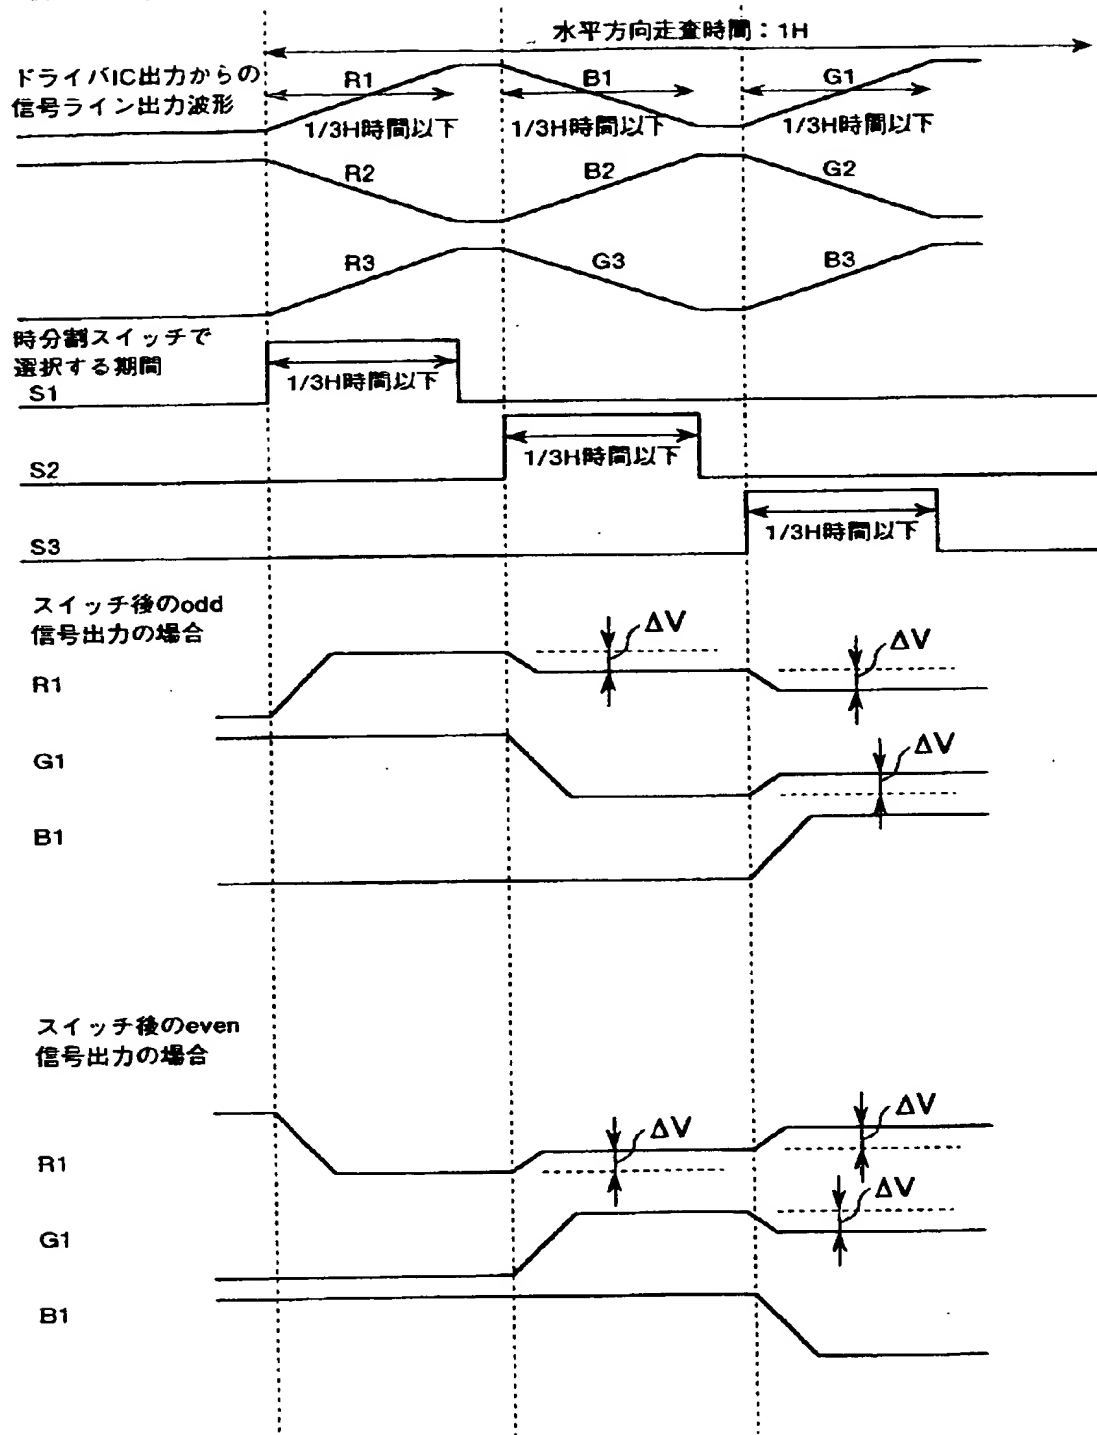 水平方向走査時間：1H
ドライバIC出力からの
信号ライン出力波形
R1
B1
G1
1/3H時間以下
1/3H時間以下
1/3H時間以下
R2
B2
G2
R3
G3
B3
時分割スイッチで
選択する期間
S1
1/3H時間以下
S2
1/3H時間以下
S3
1/3H時間以下
スイッチ後のodd
信号出力の場合
ΔV
ΔV
R1
G1
ΔV
B1
スイッチ後のeven
信号出力の場合
ΔV
ΔV
R1
ΔV
G1
B1